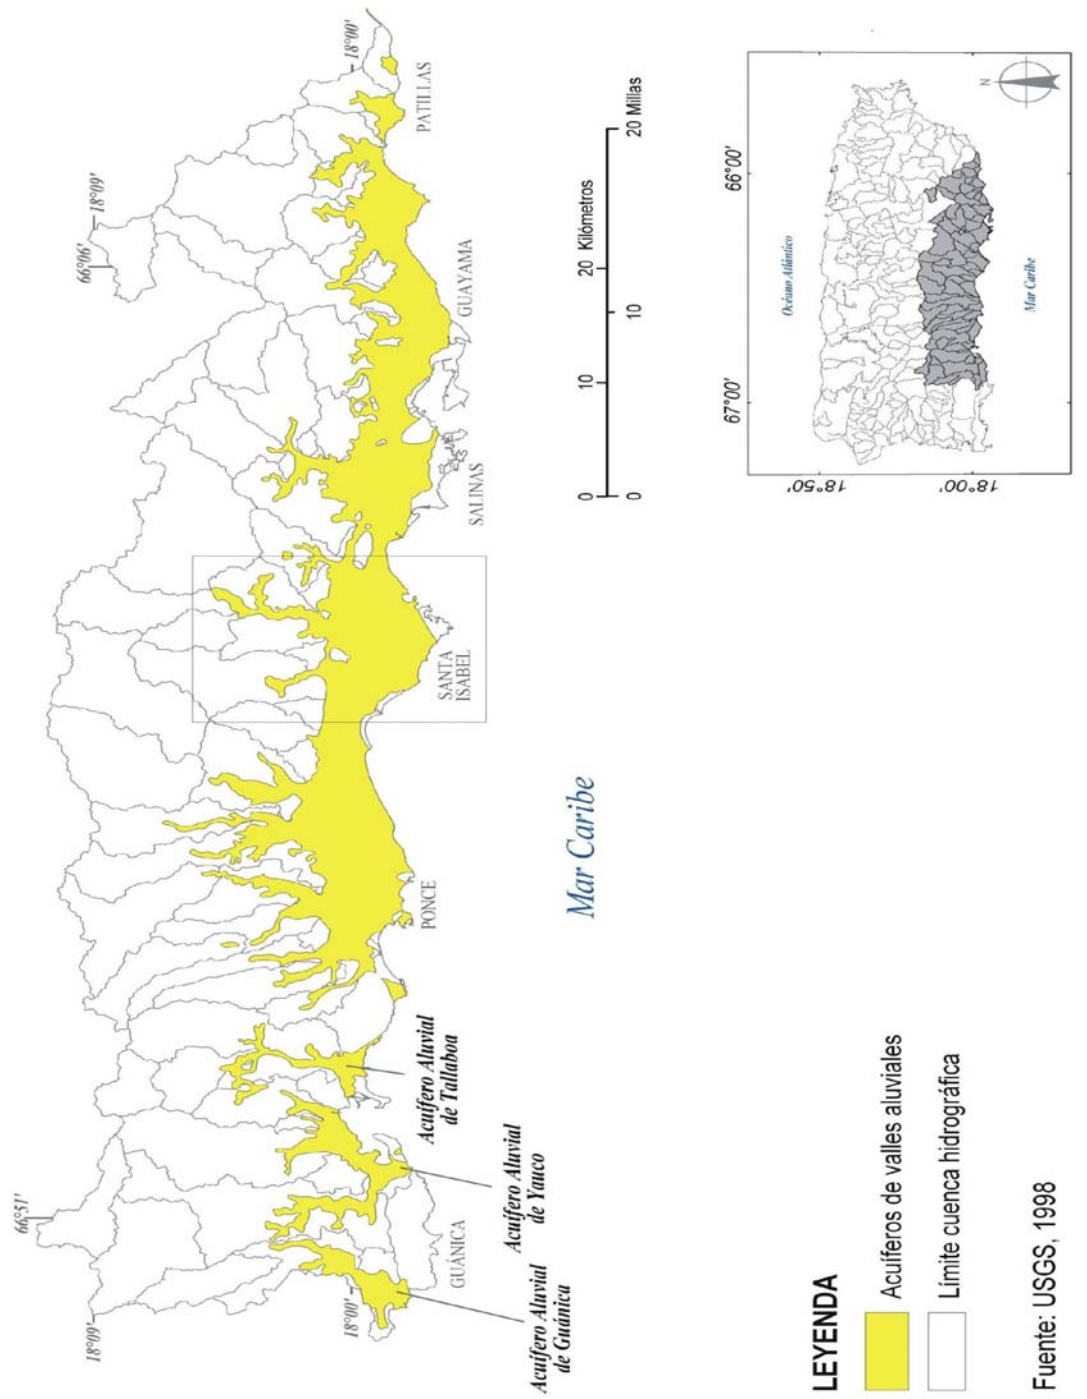 66°51'
18°09'
18°00'
66°06'
18°09'
18°00'
GUÁNICA
PONCE
SANTA
ISABEL
SALINAS
GUAYAMA
PATILLAS
Acuífero Aluvial
de Guánica
Acuífero Aluvial
de Yauco
Acuífero Aluvial
de Tallaboa
Mar Caribe
0 10 20 Kilómetros
0 10 20 Millas
LEYENDA
Acuíferos de valles aluviales
Límite cuenca hidrográfica
Fuente: USGS, 1998
67°00'
66°00'
18°50'
18°00'
Océano Atlántico
Mar Caribe
N